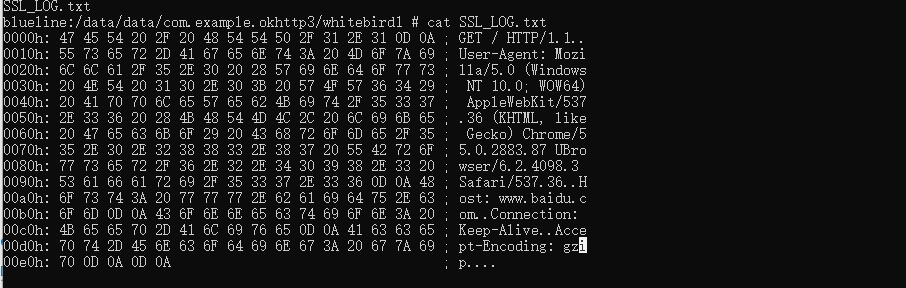 SSL_LOG.txt
blueline:/data/data/com.example.okhttp3/whitebird1 # cat SSL_LOG.txt
0000h: 47 45 54 20 2F 20 48 54 54 50 2F 31 2E 31 0D 0A ; GET / HTTP/1.1..
0010h: 55 73 65 72 2D 41 67 65 6E 74 3A 20 4D 6F 7A 69 ; User-Agent: Mozi
0020h: 6C 6C 61 2F 35 2E 30 20 28 57 69 6E 64 6F 77 73 ; lla/5.0 (Windows
0030h: 20 4E 54 20 31 30 2E 30 3B 20 57 4F 57 36 34 29 ;  NT 10.0; WOW64)
0040h: 20 41 70 70 6C 65 57 65 62 4B 69 74 2F 35 33 37 ;  AppleWebKit/537
0050h: 2E 33 36 20 28 4B 48 54 4D 4C 2C 20 6C 69 6B 65 ; .36 (KHTML, like
0060h: 20 47 65 63 6B 6F 29 20 43 68 72 6F 6D 65 2F 35 ;  Gecko) Chrome/5
0070h: 35 2E 30 2E 32 38 38 33 2E 38 37 20 55 42 72 6F ; 5.0.2883.87 UBro
0080h: 77 73 65 72 2F 36 2E 32 2E 34 30 39 38 2E 33 20 ; wser/6.2.4098.3
0090h: 53 61 66 61 72 69 2F 35 33 37 2E 33 36 0D 0A 48 ; Safari/537.36..H
00a0h: 6F 73 74 3A 20 77 77 77 2E 62 61 69 64 75 2E 63 ; ost: www.baidu.c
00b0h: 6F 6D 0D 0A 43 6F 6E 6E 65 63 74 69 6F 6E 3A 20 ; om..Connection:
00c0h: 4B 65 65 70 2D 41 6C 69 76 65 0D 0A 41 63 63 65 ; Keep-Alive..Acce
00d0h: 70 74 2D 45 6E 63 6F 64 69 6E 67 3A 20 67 7A 69 ; pt-Encoding: gzi
00e0h: 70 0D 0A 0D 0A ; p....